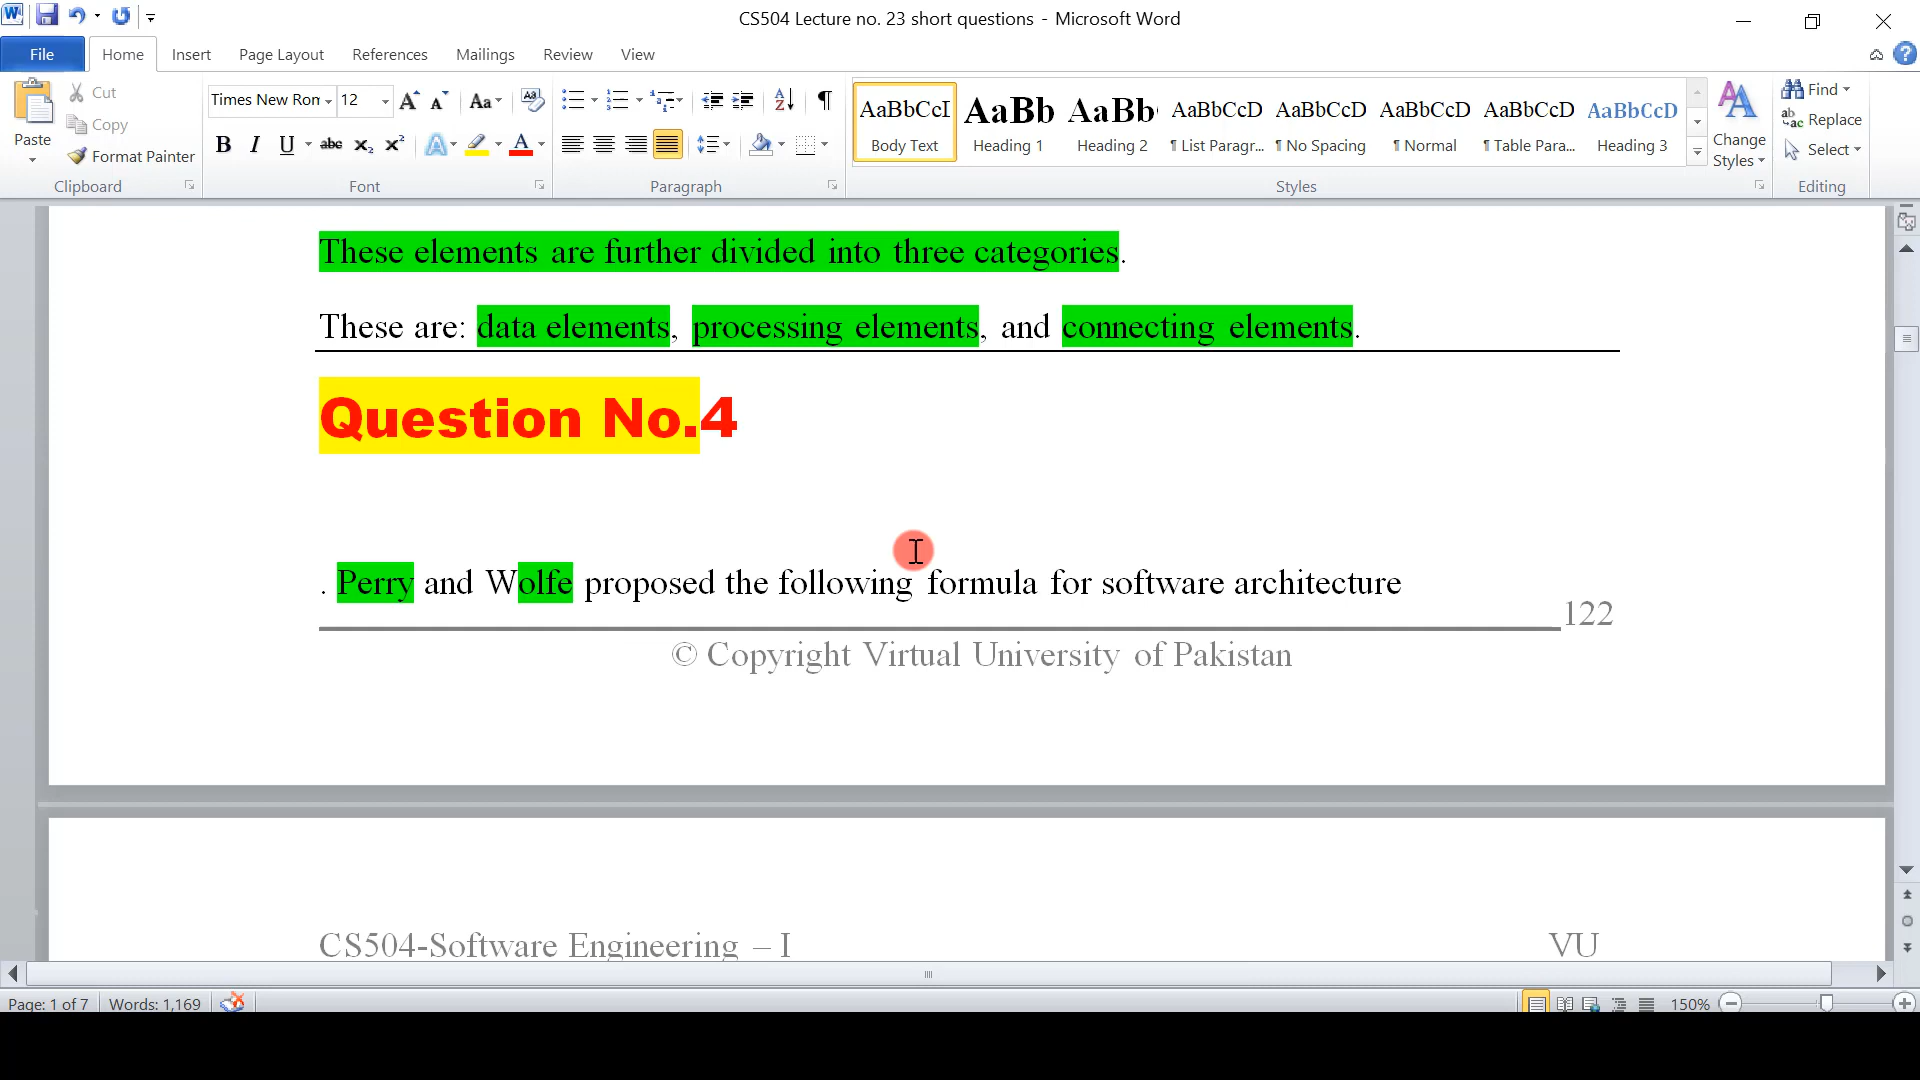 CS504 Lecture no. 23 short questions - Microsoft Word
File Home Insert Page Layout References Mailings Review View
Paste
Cut
Copy
Format Painter
Clipboard
Times New Ron 12
Font
Paragraph
AaBbCcI AaBb AaBb AaBbCcD AaBbCcD AaBbCcD AaBbCcD AaBbCcD
Body Text Heading 1 Heading 2 ¶ List Paragr... ¶ No Spacing ¶ Normal ¶ Table Para... Heading 3
Change Styles
Styles
Find
Replace
Select
Editing
These elements are further divided into three categories.
These are: data elements, processing elements, and connecting elements.
Question No.4
. Perry and Wolfe proposed the following formula for software architecture
122
© Copyright Virtual University of Pakistan
CS504-Software Engineering – I VU
Page: 1 of 7 Words: 1,169 150%